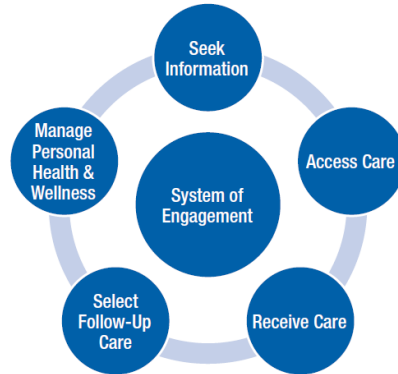 Seek
Information
Manage
Personal
Health &
Wellness
Access Care
System of
Engagement
Select
Follow-Up
Care
Receive Care